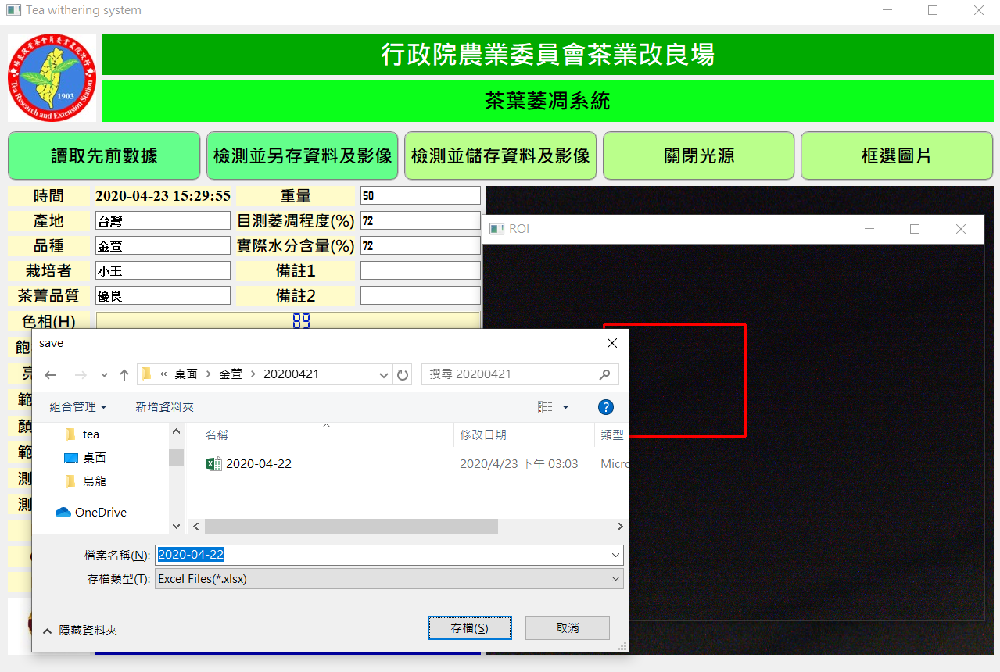 Tea withering system
行政院農業委員會茶業改良場
茶葉萎凋系統
1903
Tea Research and Extension Station
讀取先前數據
檢測並另存資料及影像
檢測並儲存資料及影像
關閉光源
框選圖片
時間 2020-04-23 15:29:55 重量 50
產地 台灣 目測萎凋程度(%) 72
品種 金萱 實際水分含量(%) 72
栽培者 小王 備註1
茶菁品質 優良 備註2
色相(H) 89
飽
亮
範
顏
範
測
測
ROI
save
« 桌面 › 金萱 › 20200421
搜尋 20200421
組合管理
新增資料夾
?
tea
桌面
烏龍
OneDrive
名稱 修改日期 類型
2020-04-22 2020/4/23 下午 03:03 Micro
檔案名稱(N): 2020-04-22
存檔類型(T): Excel Files(*.xlsx)
隱藏資料夾
存檔(S)
取消